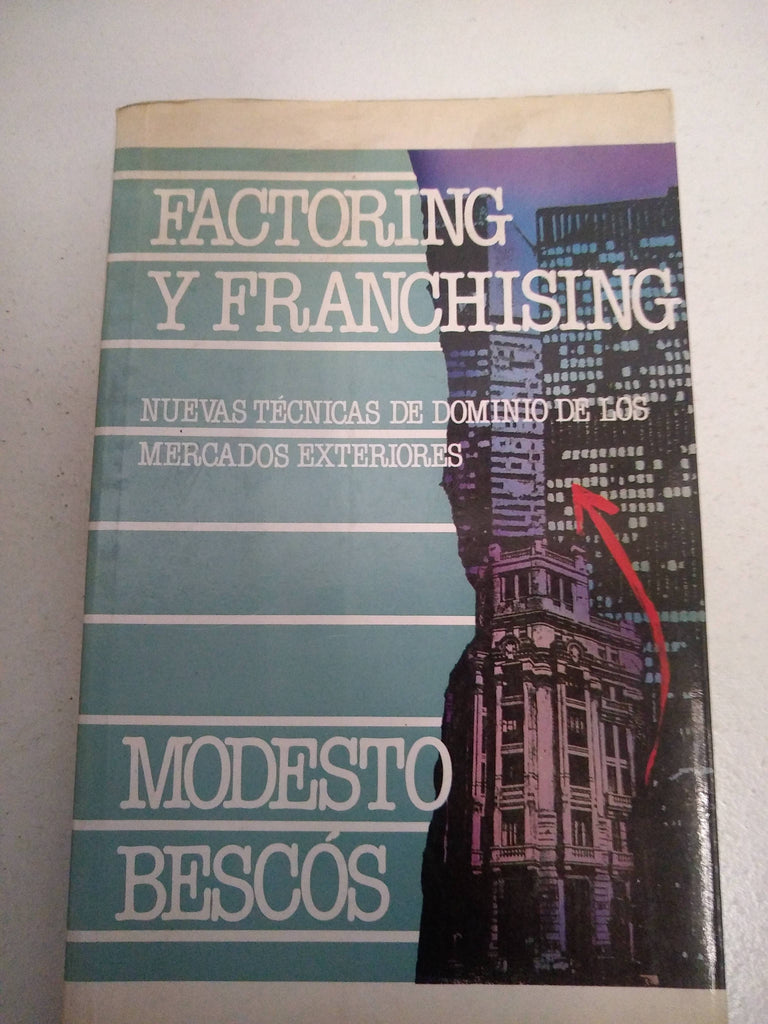 FACTORING
Y FRANCHISING
NUEVAS TÉCNICAS DE DOMINIO DE LOS
MERCADOS EXTERIORES
MODESTO
BESCÓS